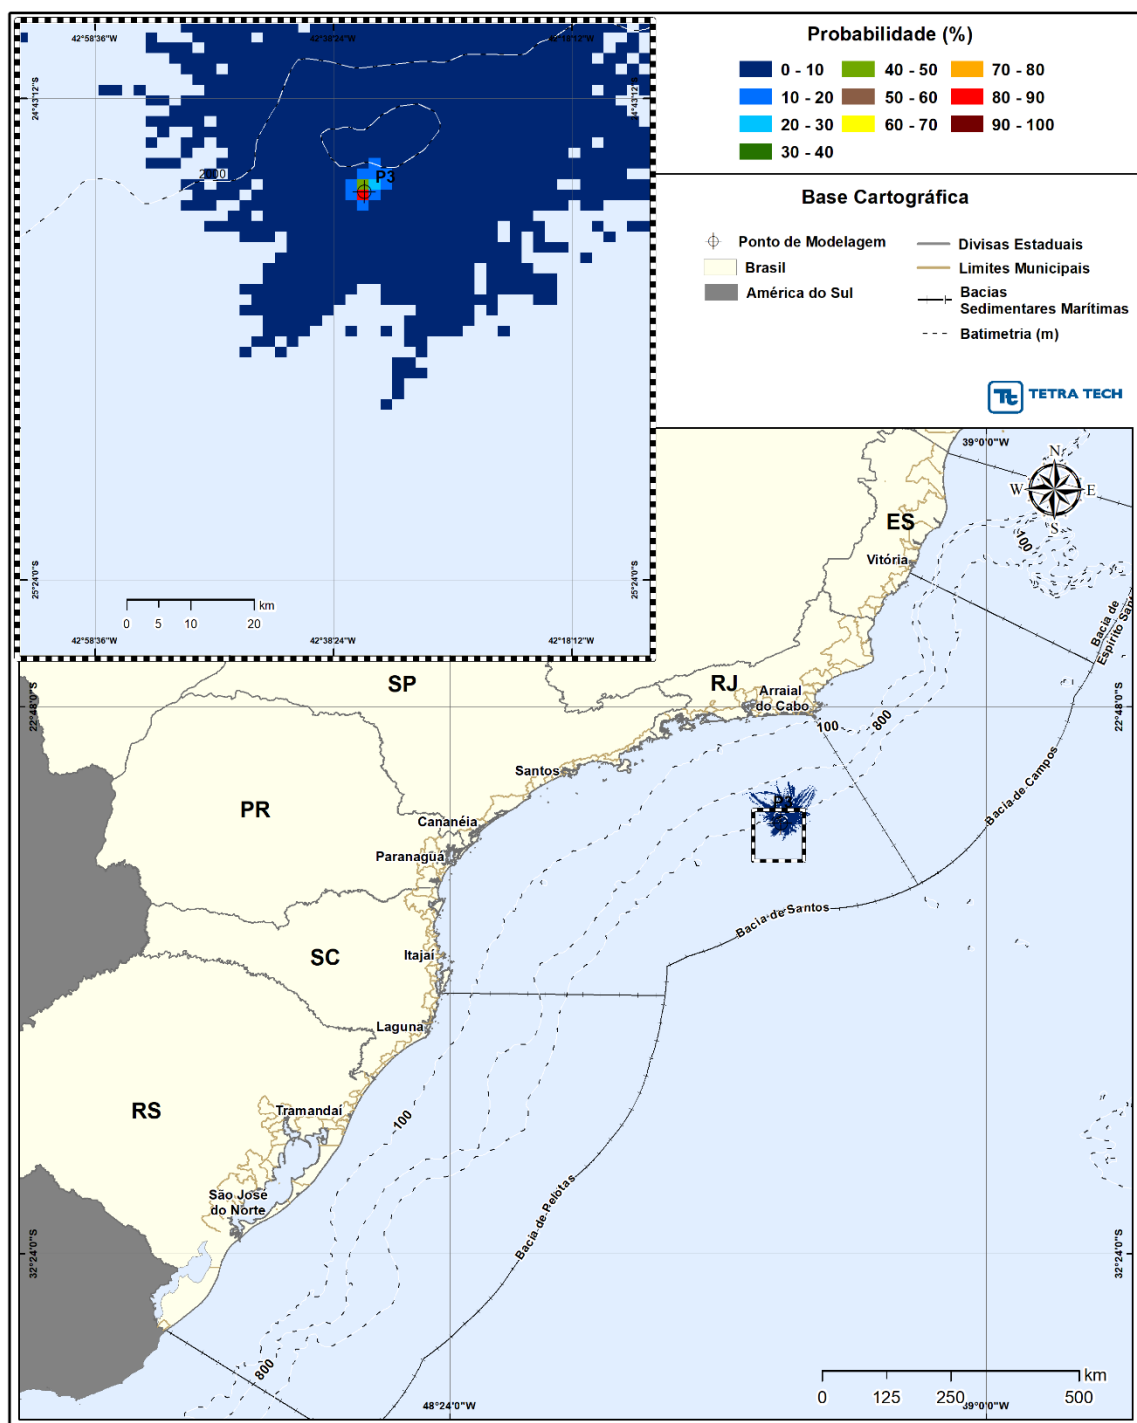 42°58'36"W
42°38'24"W
42°18'12"W
24°43'12"S
24°43'12"S
P3
25°24'0"S
25°24'0"S
km
0 5 10 20
42°58'36"W
42°38'24"W
42°18'12"W
Probabilidade (%)
0 - 10
40 - 50
70 - 80
10 - 20
50 - 60
80 - 90
20 - 30
60 - 70
90 - 100
30 - 40
Base Cartográfica
Ponto de Modelagem
Divisas Estaduais
Brasil
Limites Municipais
América do Sul
Bacias
Sedimentares Marítimas
Batimetria (m)
Tt
TETRA TECH
39°0'0"W
N
W
E
S
100
ES
Vitória
Bacia de
SP
RJ
Arraial
do Cabo
22°48'0"S
22°48'0"S
100
800
Santos
Bacia de Campos
P3
PR
Cananéia
Paranaguá
Bacia de Santos
SC
Itajaí
Laguna
RS
Tramandaí
100
São José
do Norte
Bacia de Pelotas
32°24'0"S
32°24'0"S
800
km
0 125 250 500
48°24'0"W
39°0'0"W